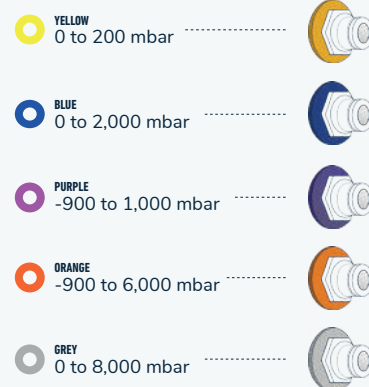 YELLOW
0 to 200 mbar
BLUE
0 to 2,000 mbar
PURPLE
-900 to 1,000 mbar
ORANGE
-900 to 6,000 mbar
GREY
0 to 8,000 mbar